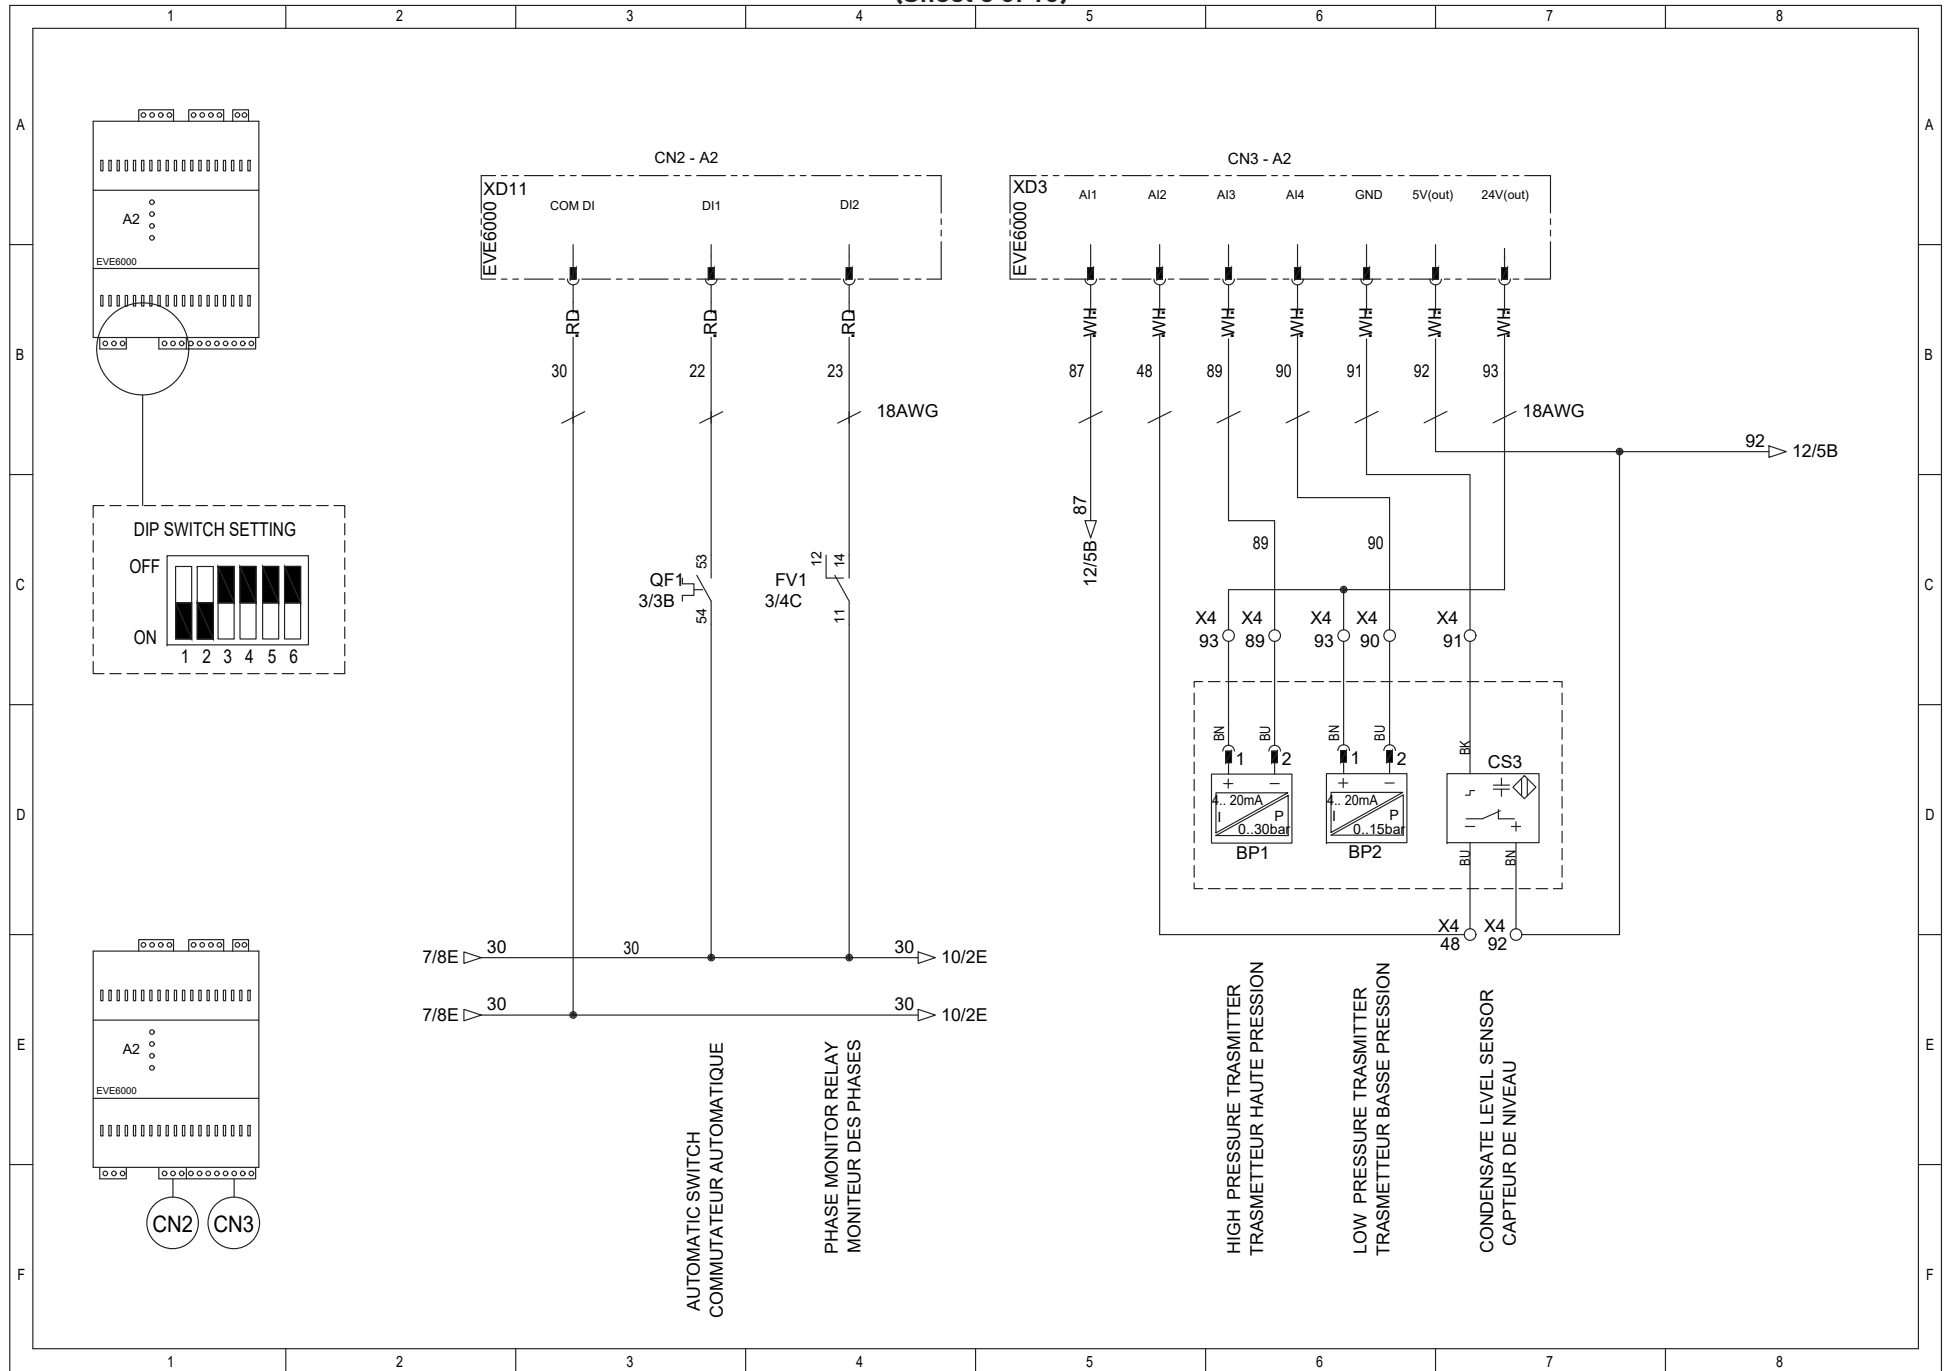 1 2 3 4 5 6 7 8
A A
CN2 - A2
CN3 - A2
XD11
EVE6000
COM DI DI1 DI2
XD3
EVE6000
AI1 AI2 AI3 AI4 GND 5V(out) 24V(out)
A2
EVE6000
.RD. .RD. .RD.
.WH. .WH. .WH. .WH. .WH. .WH. .WH.
B B
30 22 23
87 48 89 90 91 92 93
18AWG
18AWG
92 12/5B
87
12/5B
DIP SWITCH SETTING
OFF
ON
1 2 3 4 5 6
C C
QF1
3/3B
53
54
FV1
3/4C
12
14
11
89 90
X4 X4 X4 X4 X4
93 89 93 90 91
BN BU BN BU BK
1 2 1 2
CS3
+ − + −
4.. 20mA
I P
0..30bar
BP1
4.. 20mA
I P
0..15bar
BP2
− +
BU BN
D D
X4 X4
48 92
7/8E 30 30 30 10/2E
7/8E 30 30 10/2E
E E
A2
EVE6000
CN2 CN3
AUTOMATIC SWITCH
COMMUTATEUR AUTOMATIQUE
PHASE MONITOR RELAY
MONITEUR DES PHASES
HIGH PRESSURE TRASMITTER
TRASMETTEUR HAUTE PRESSION
LOW PRESSURE TRASMITTER
TRASMETTEUR BASSE PRESSION
CONDENSATE LEVEL SENSOR
CAPTEUR DE NIVEAU
F F
1 2 3 4 5 6 7 8